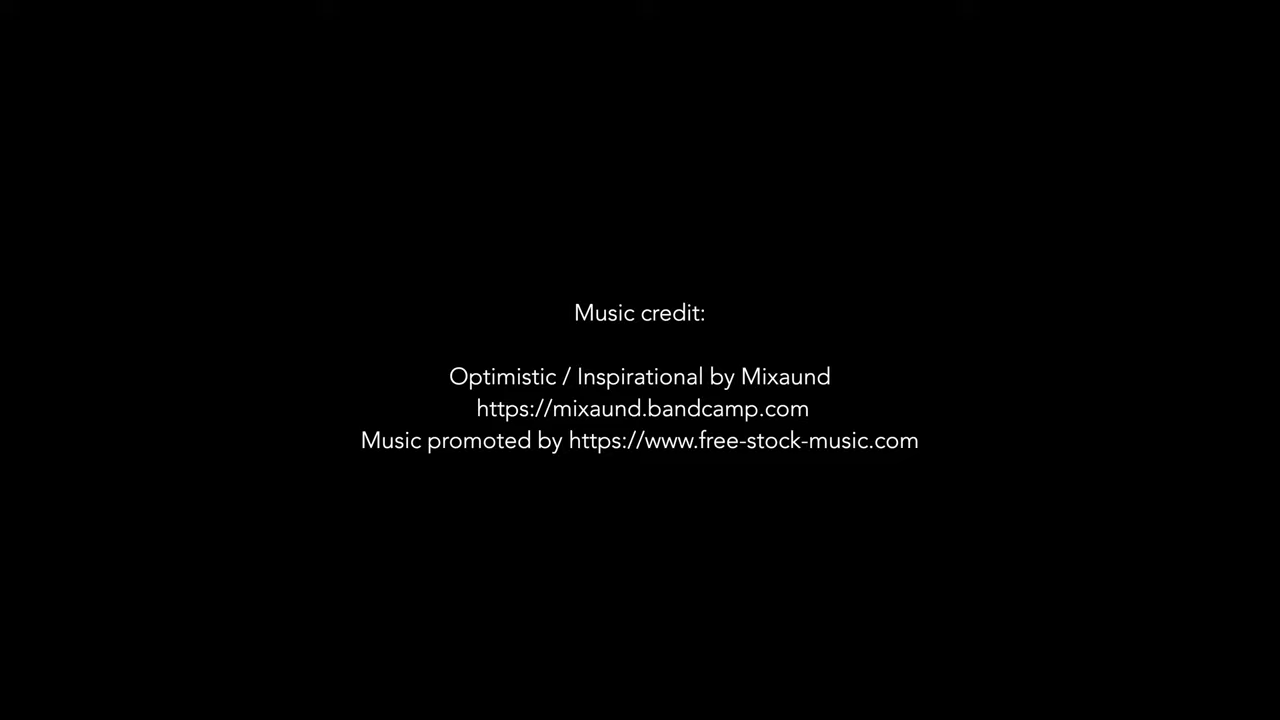 Music credit:
Optimistic / Inspirational by Mixaund
https://mixaund.bandcamp.com
Music promoted by https://www.free-stock-music.com